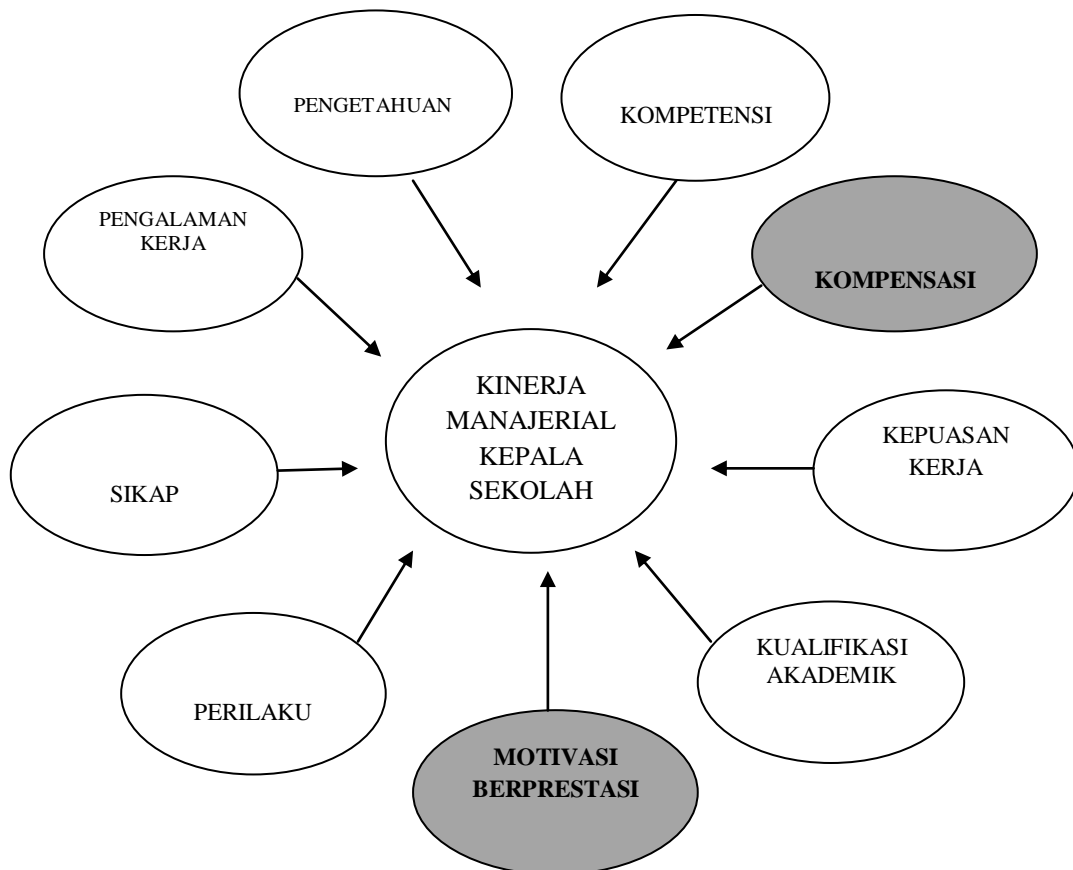 PENGETAHUAN
KOMPETENSI
PENGALAMAN
KERJA
KOMPENSASI
KINERJA
MANAJERIAL
KEPALA
SEKOLAH
KEPUASAN
KERJA
SIKAP
KUALIFIKASI
AKADEMIK
PERILAKU
MOTIVASI
BERPRESTASI